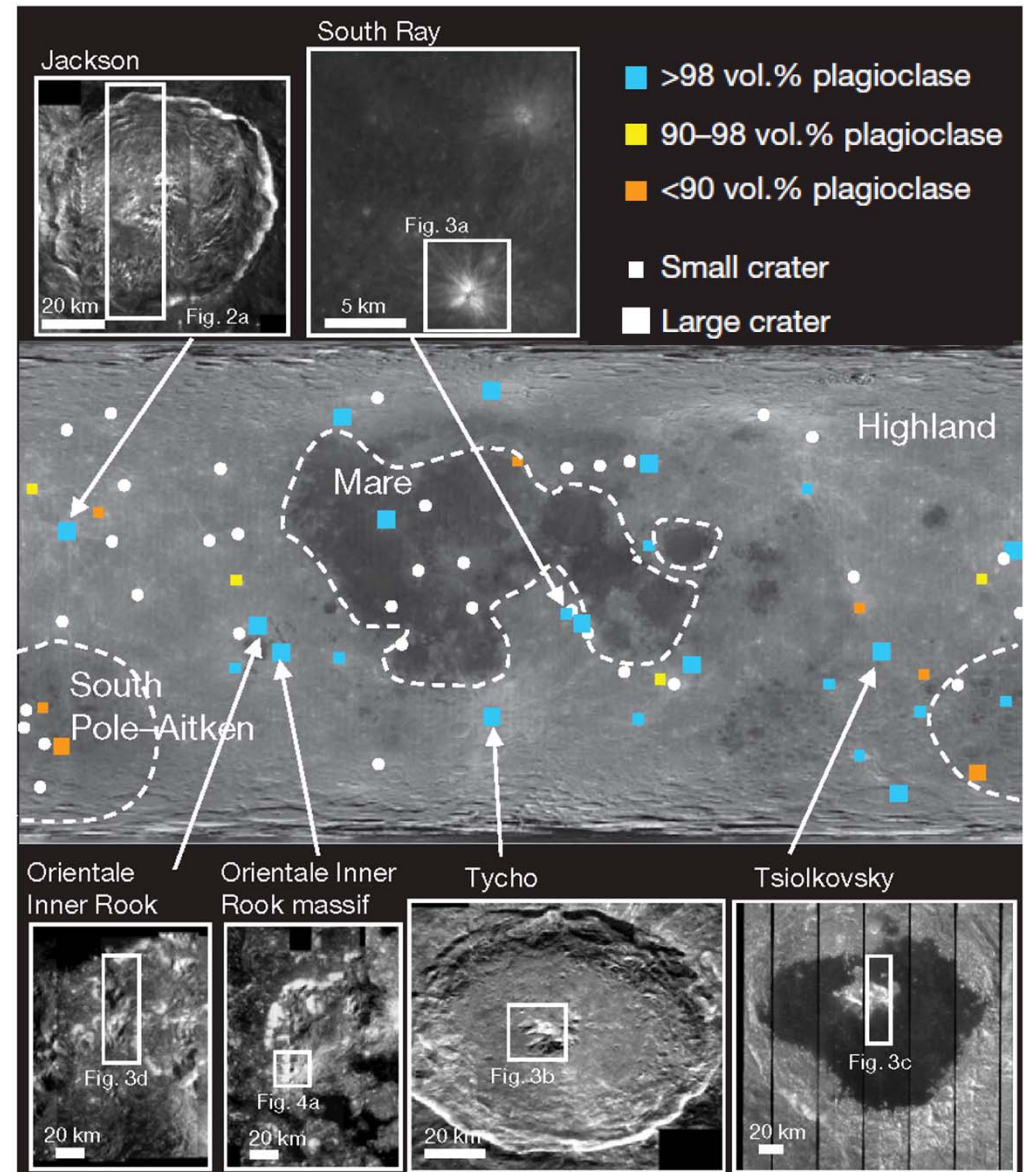 Jackson
20 km
Fig. 2a
South Ray
Fig. 3a
5 km
>98 vol.% plagioclase
90–98 vol.% plagioclase
<90 vol.% plagioclase
Small crater
Large crater
Highland
Mare
South
Pole–Aitken
Orientale
Inner Rook
Fig. 3d
20 km
Orientale Inner
Rook massif
Fig. 4a
20 km
Tycho
Fig. 3b
20 km
Tsiolkovsky
Fig. 3c
20 km